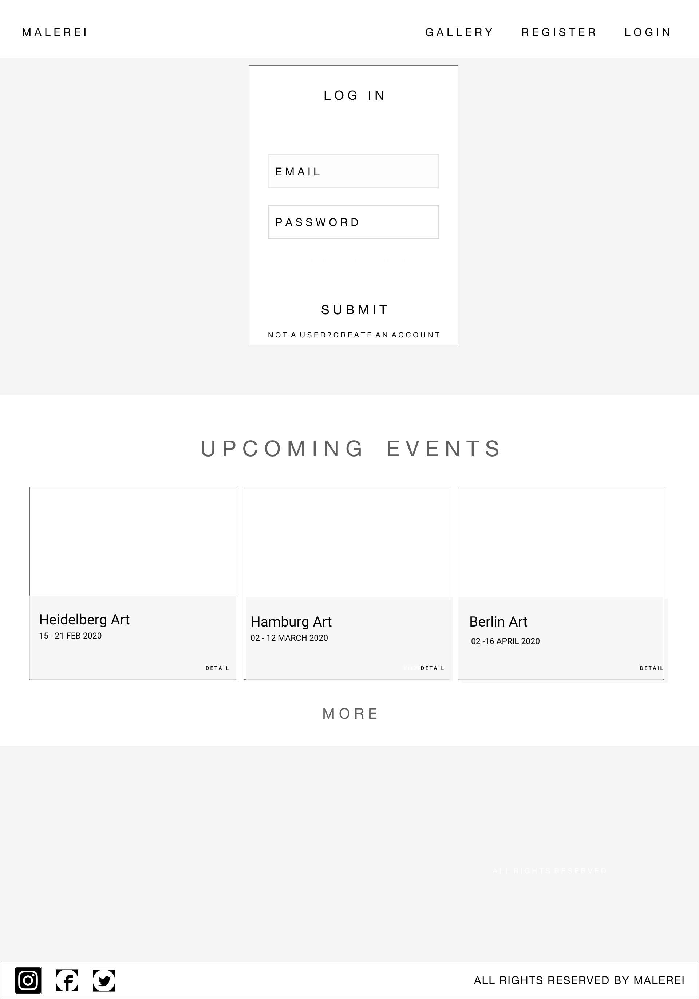 MALEREI GALLERY REGISTER LOGIN
LOG IN
EMAIL
PASSWORD
SUBMIT
NOT A USER?CREATE AN ACCOUNT
UPCOMING EVENTS
Heidelberg Art
15 - 21 FEB 2020
DETAIL
Hamburg Art
02 - 12 MARCH 2020
DETAIL
Berlin Art
02 -16 APRIL 2020
DETAIL
MORE
ALL RIGHTS RESERVED
ALL RIGHTS RESERVED BY MALEREI